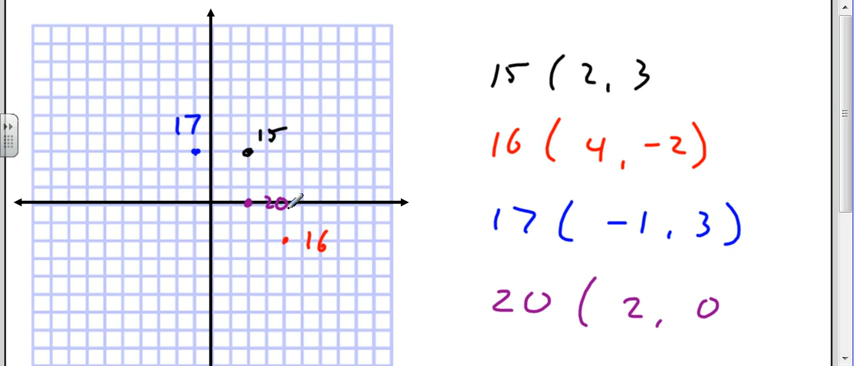 17
15
20
16
15 ( 2, 3
16 ( 4, -2)
17 ( -1, 3)
20 ( 2, 0